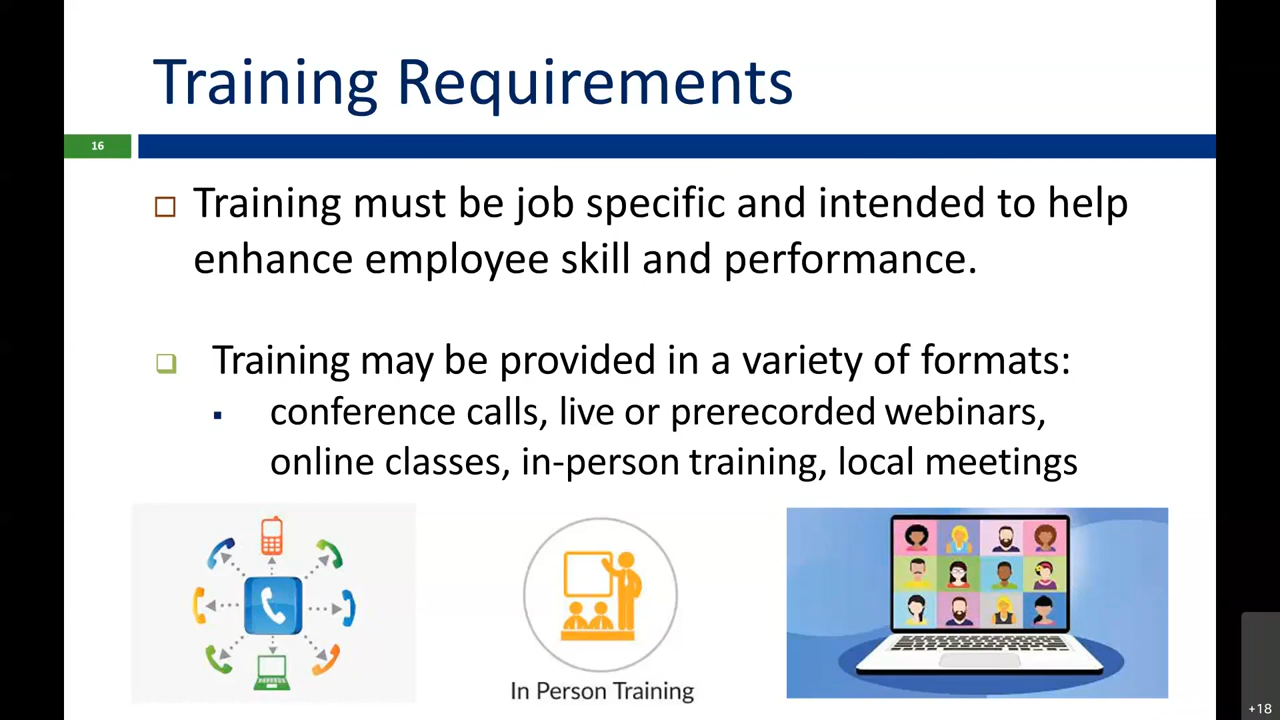 Training Requirements
16
Training must be job specific and intended to help
enhance employee skill and performance.
Training may be provided in a variety of formats:
conference calls, live or prerecorded webinars,
online classes, in-person training, local meetings
In Person Training
+18